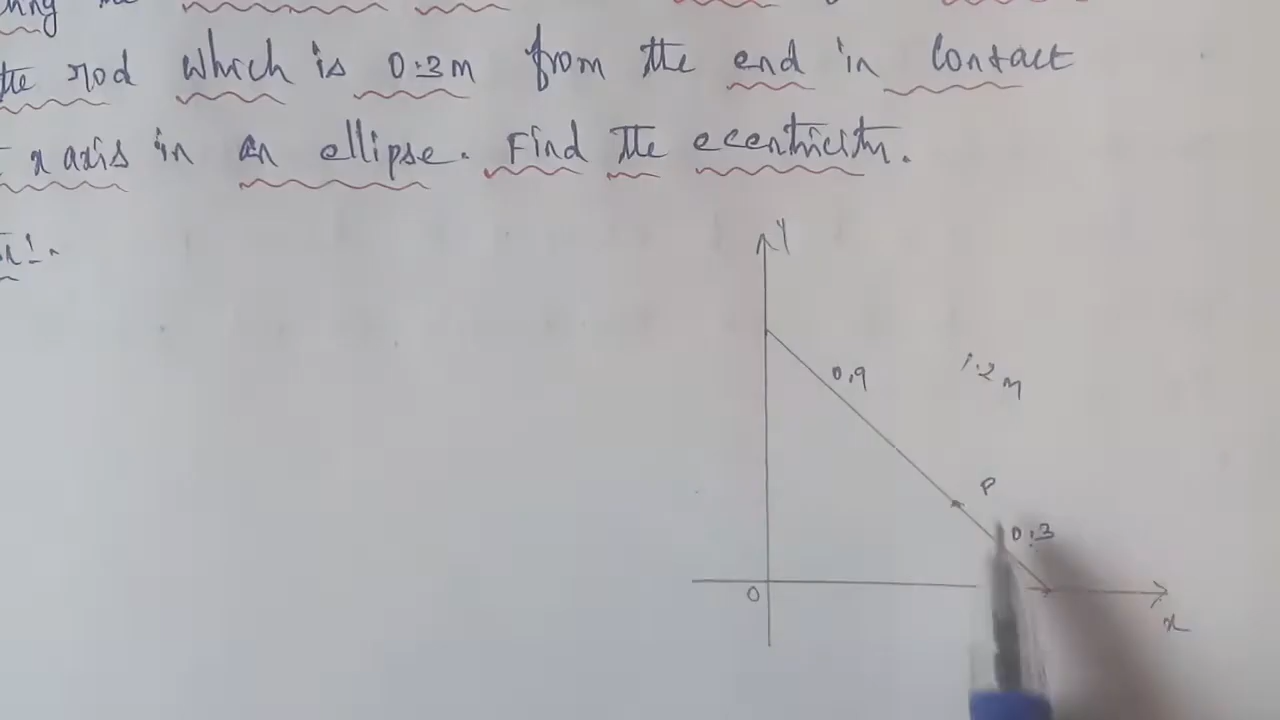 the rod which is 0.3m from the end in contact
x axis in an ellipse. Find the eccentricity.
Y
0.9
1.2 m
P
0.3
O
x